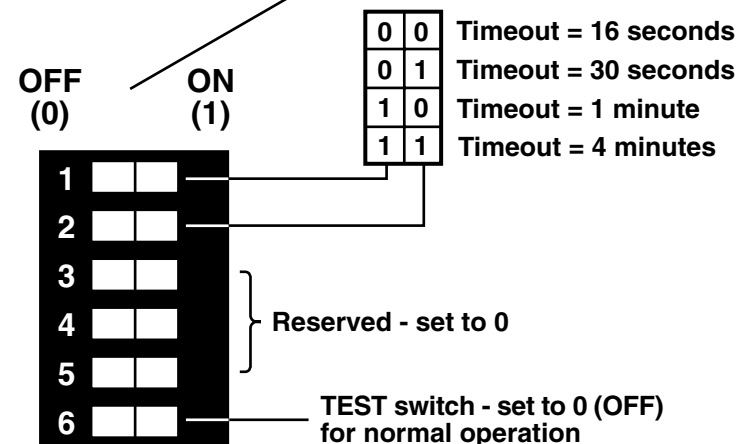 0 0 Timeout = 16 seconds
0 1 Timeout = 30 seconds
1 0 Timeout = 1 minute
1 1 Timeout = 4 minutes
OFF ON
(0) (1)
1
2
3
4 Reserved - set to 0
5
6 TEST switch - set to 0 (OFF)
for normal operation